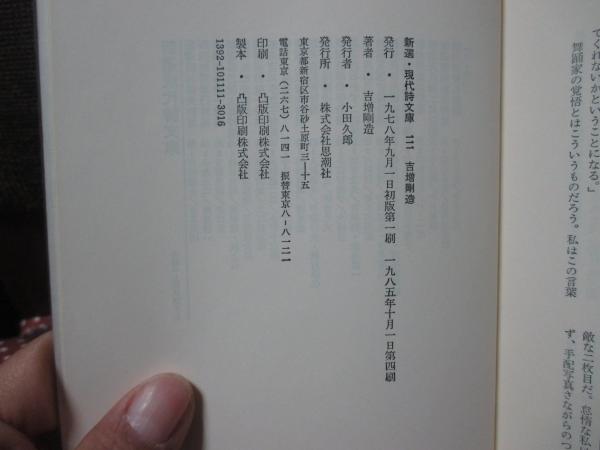 てくれないかということになる。」
舞踊家の覚悟とはこういうものだろう。私はこの言葉
敵な二枚目だ。怠惰な私は
ず、手配写真さながらのつ
新選・現代詩文庫 一一一 吉増剛造
発行・一九七八年九月一日初版第一刷 一九八五年十月一日第四刷
著者・吉増剛造
発行者・小田久郎
発行所・株式会社思潮社
東京都新宿区市谷砂土原町三―十五
電話東京(二六七)八一四一 振替東京八―八一二一
印刷・凸版印刷株式会社
製本・凸版印刷株式会社
1392-101111-3016